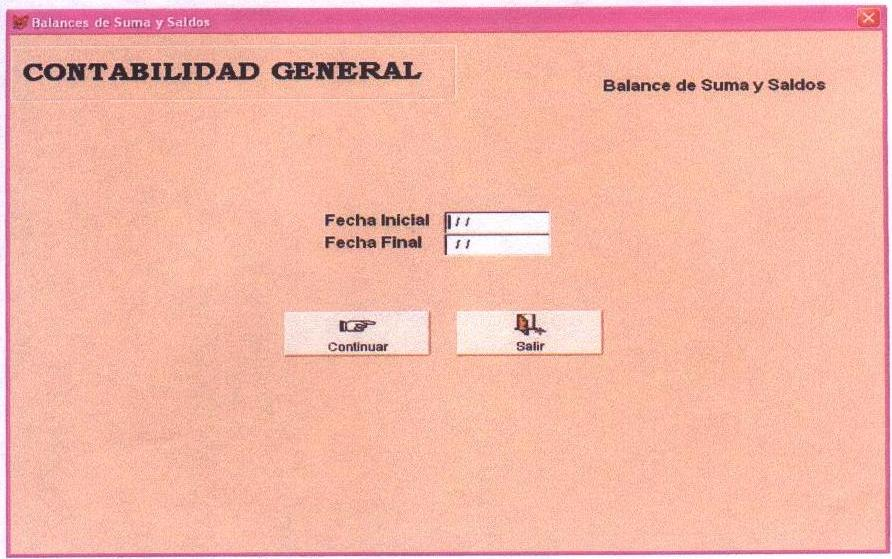 Balances de Suma y Saldos
CONTABILIDAD GENERAL
Balance de Suma y Saldos
Fecha Inicial / /
Fecha Final / /
Continuar
Salir